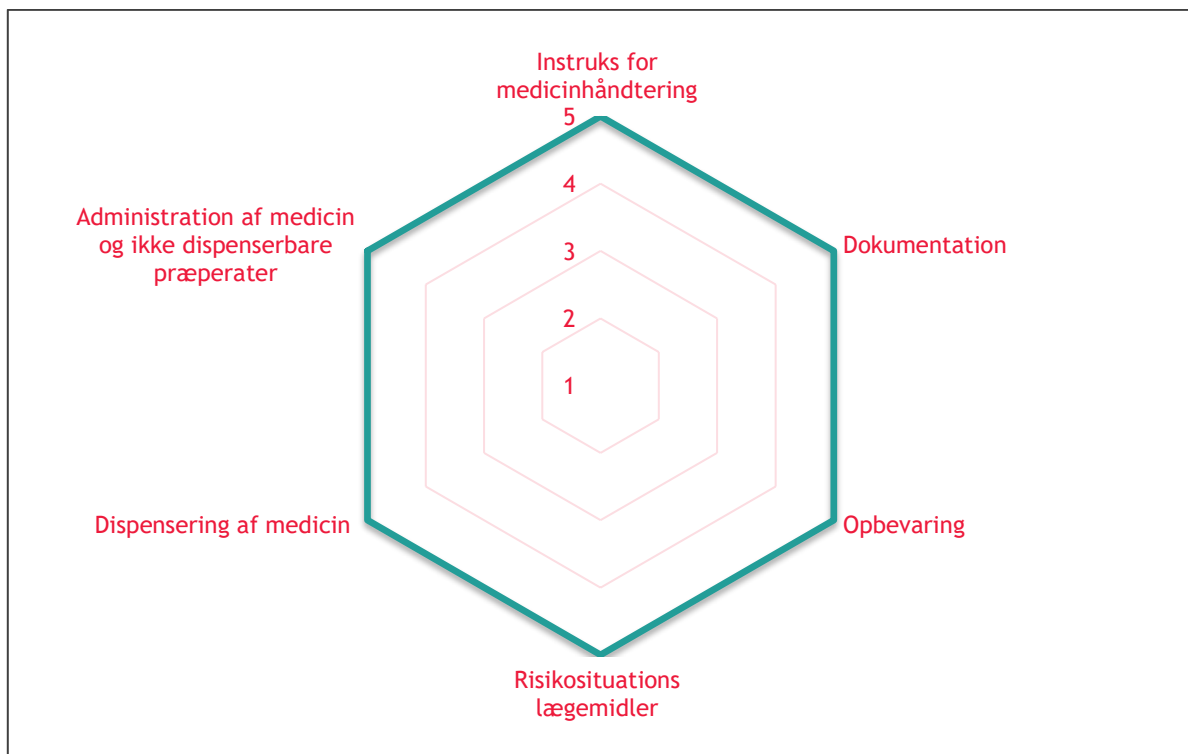 Instruks for
medicinhåndtering
5
4
3
2
1
Dokumentation
Opbevaring
Risikosituations
lægemidler
Dispensering af medicin
Administration af medicin
og ikke dispenserbare
præperater